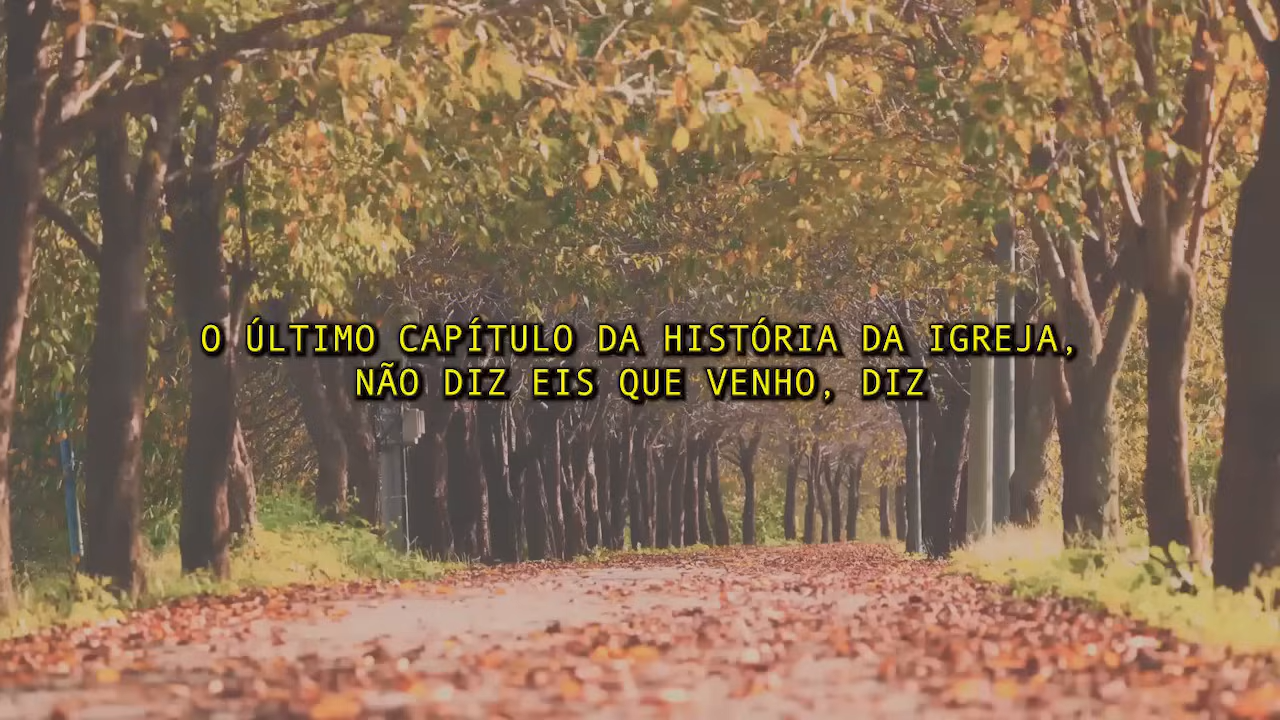 O ÚLTIMO CAPÍTULO DA HISTÓRIA DA IGREJA,
NÃO DIZ EIS QUE VENHO, DIZ